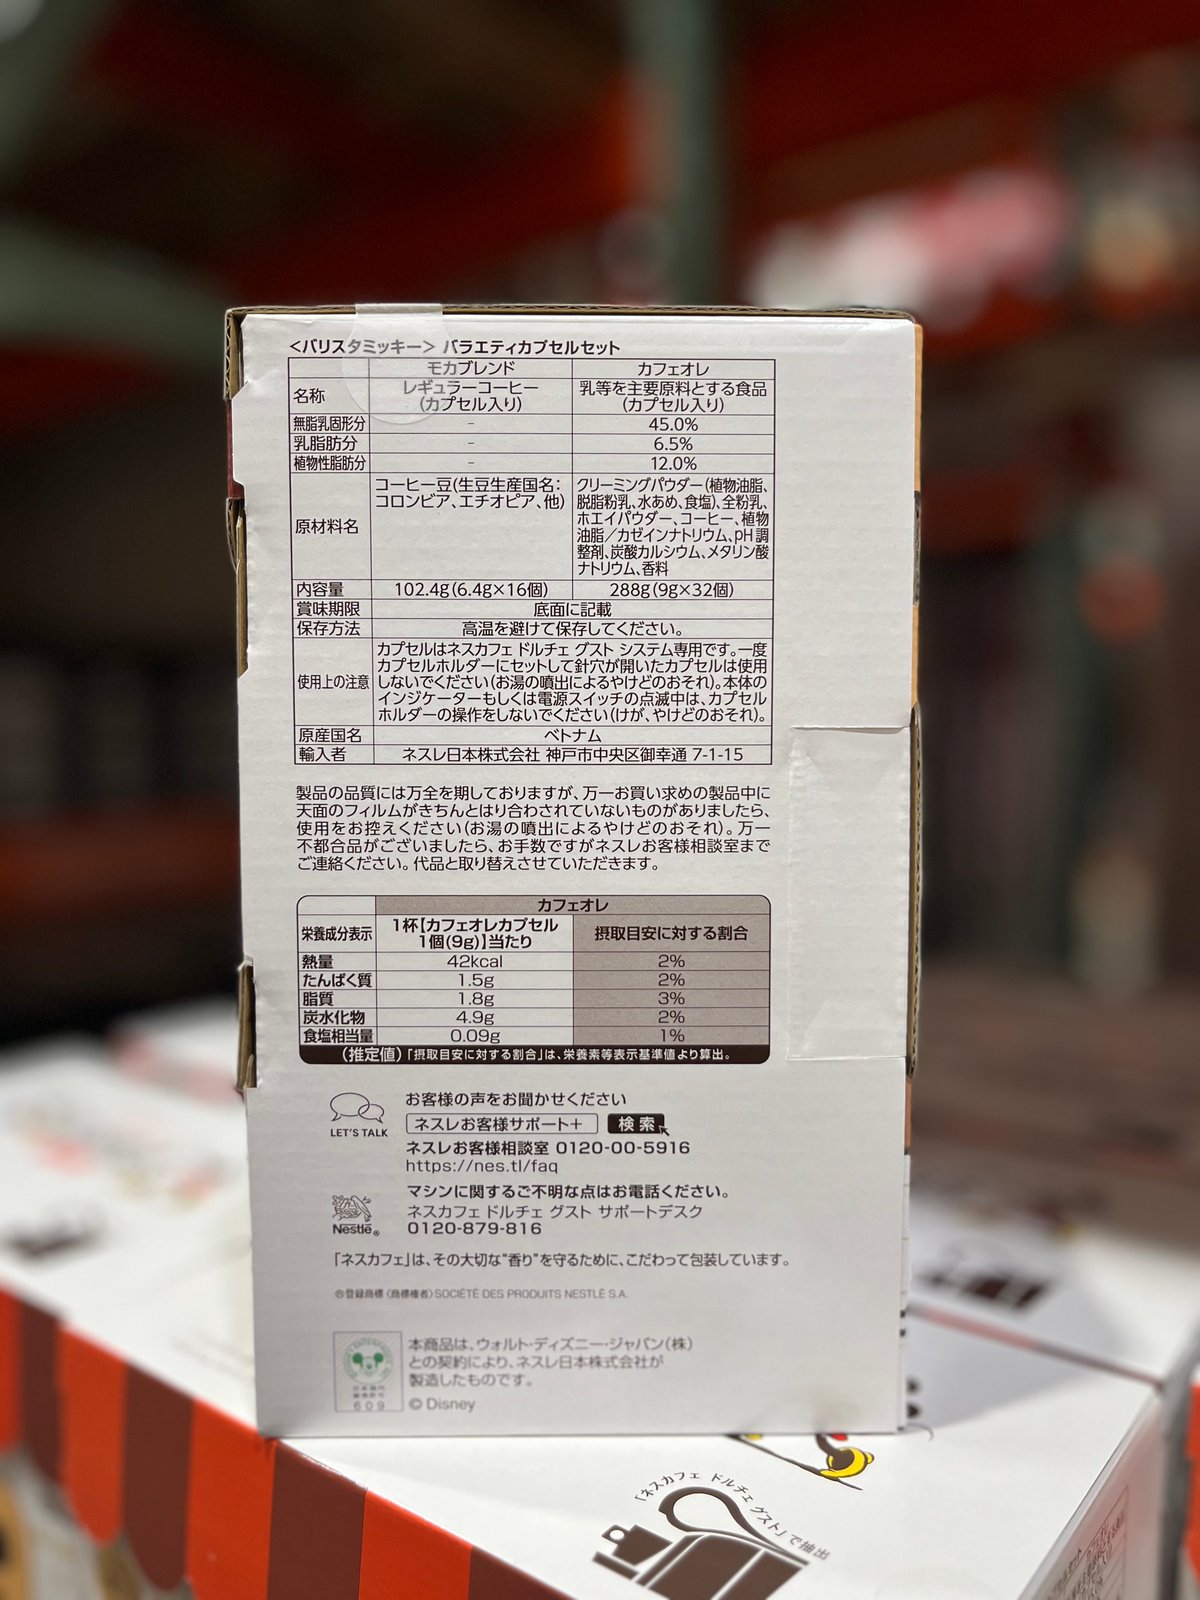 <バリスタミッキー> バラエティカプセルセット
モカブレンド カフェオレ
名称 レギュラーコーヒー(カプセル入り) 乳等を主要原料とする食品(カプセル入り)
無脂乳固形分 - 45.0%
乳脂肪分 - 6.5%
植物性脂肪分 - 12.0%
原材料名
コーヒー豆(生豆生産国名:
コロンビア、エチオピア、他)
クリーミングパウダー(植物油脂、
脱脂粉乳、水あめ、食塩)、全粉乳、
ホエイパウダー、コーヒー、植物
油脂/カゼインナトリウム、pH調
整剤、炭酸カルシウム、メタリン酸
ナトリウム、香料
内容量 102.4g(6.4g×16個) 288g(9g×32個)
賞味期限 底面に記載
保存方法 高温を避けて保存してください。
使用上の注意
カプセルはネスカフェ ドルチェ グスト システム専用です。一度
カプセルホルダーにセットして針穴が開いたカプセルは使用
しないでください(お湯の噴出によるやけどのおそれ)。本体の
インジケーターもしくは電源スイッチの点滅中は、カプセル
ホルダーの操作をしないでください(けが、やけどのおそれ)。
原産国名 ベトナム
輸入者 ネスレ日本株式会社 神戸市中央区御幸通 7-1-15
製品の品質には万全を期しておりますが、万一お買い求めの製品中に
天面のフィルムがきちんとはり合わされていないものがありましたら、
使用をお控えください(お湯の噴出によるやけどのおそれ)。万一
不都合品がございましたら、お手数ですがネスレお客様相談室まで
ご連絡ください。代品と取り替えさせていただきます。
カフェオレ
栄養成分表示 1杯【カフェオレカプセル1個(9g)】当たり 摂取目安に対する割合
熱量 42kcal 2%
たんぱく質 1.5g 2%
脂質 1.8g 3%
炭水化物 4.9g 2%
食塩相当量 0.09g 1%
(推定値)「摂取目安に対する割合」は、栄養素等表示基準値より算出。
お客様の声をお聞かせください
LET'S TALK
ネスレお客様サポート+ 検索
ネスレお客様相談室 0120-00-5916
https://nes.tl/faq
マシンに関するご不明な点はお電話ください。
Nestlé®
ネスカフェ ドルチェ グスト サポートデスク
0120-879-816
「ネスカフェ」は、その大切な“香り”を守るために、こだわって包装しています。
®登録商標(商標権者)SOCIÉTÉ DES PRODUITS NESTLÉ S.A.
本商品は、ウォルト・ディズニー・ジャパン(株)
との契約により、ネスレ日本株式会社が
製造したものです。
609
© Disney
「ネスカフェ ドルチェ グスト」で抽出